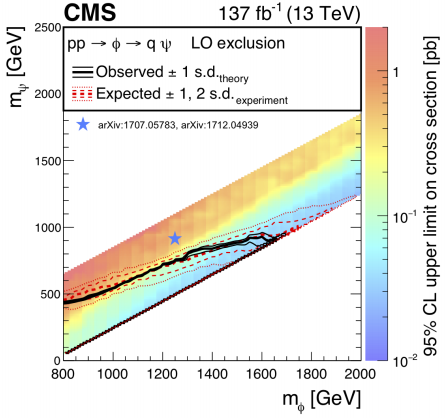 CMS 137 fb⁻¹ (13 TeV)
pp → ϕ → q ψ LO exclusion
Observed ± 1 s.d.theory
Expected ± 1, 2 s.d.experiment
arXiv:1707.05783, arXiv:1712.04939
m_ψ [GeV]
2500
2000
1500
1000
500
0
800 1000 1200 1400 1600 1800 2000
m_ϕ [GeV]
1
10⁻¹
10⁻²
95% CL upper limit on cross section [pb]